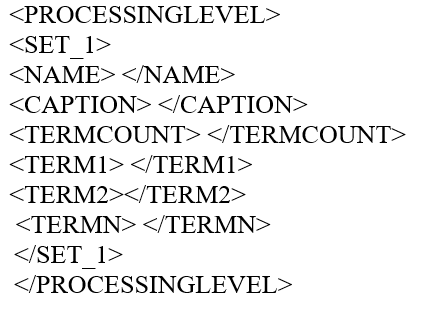 <PROCESSINGLEVEL>
<SET_1>
<NAME> </NAME>
<CAPTION> </CAPTION>
<TERMCOUNT> </TERMCOUNT>
<TERM1> </TERM1>
<TERM2></TERM2>
<TERMN> </TERMN>
</SET_1>
</PROCESSINGLEVEL>